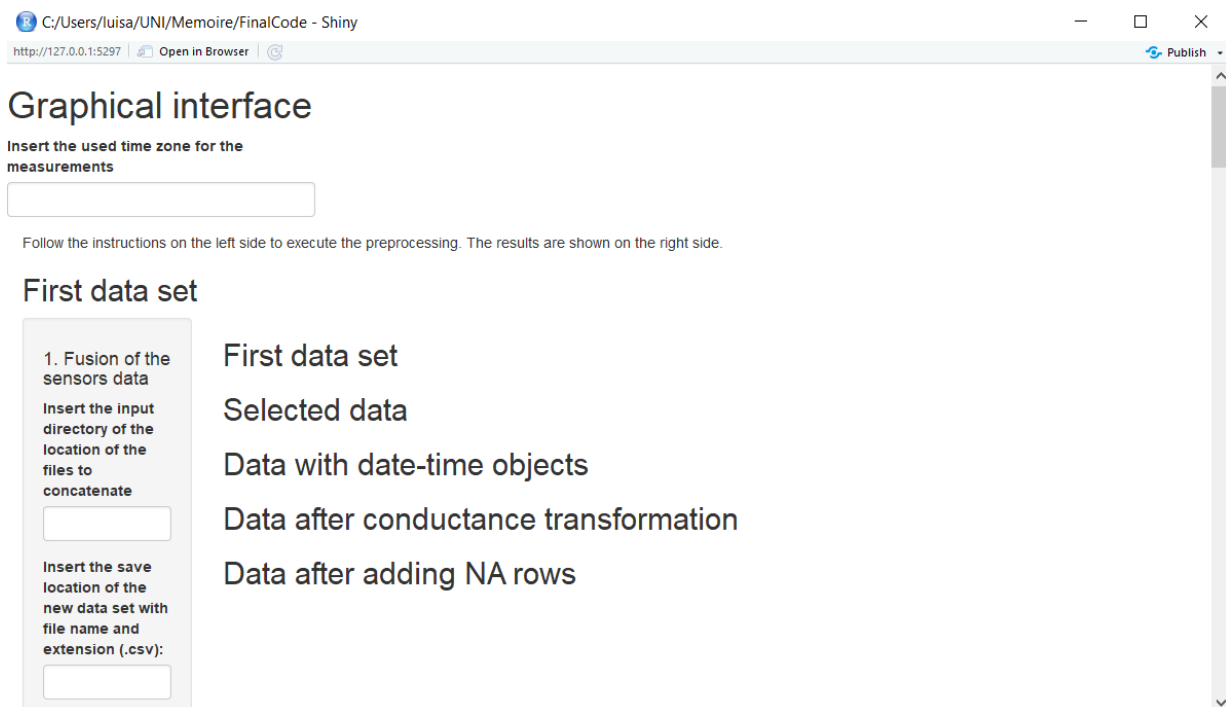 C:/Users/luisa/UNI/Memoire/FinalCode - Shiny
http://127.0.0.1:5297
Open in Browser
Publish
Graphical interface
Insert the used time zone for the
measurements
Follow the instructions on the left side to execute the preprocessing. The results are shown on the right side.
First data set
1. Fusion of the
sensors data
Insert the input
directory of the
location of the
files to
concatenate
Insert the save
location of the
new data set with
file name and
extension (.csv):
First data set
Selected data
Data with date-time objects
Data after conductance transformation
Data after adding NA rows